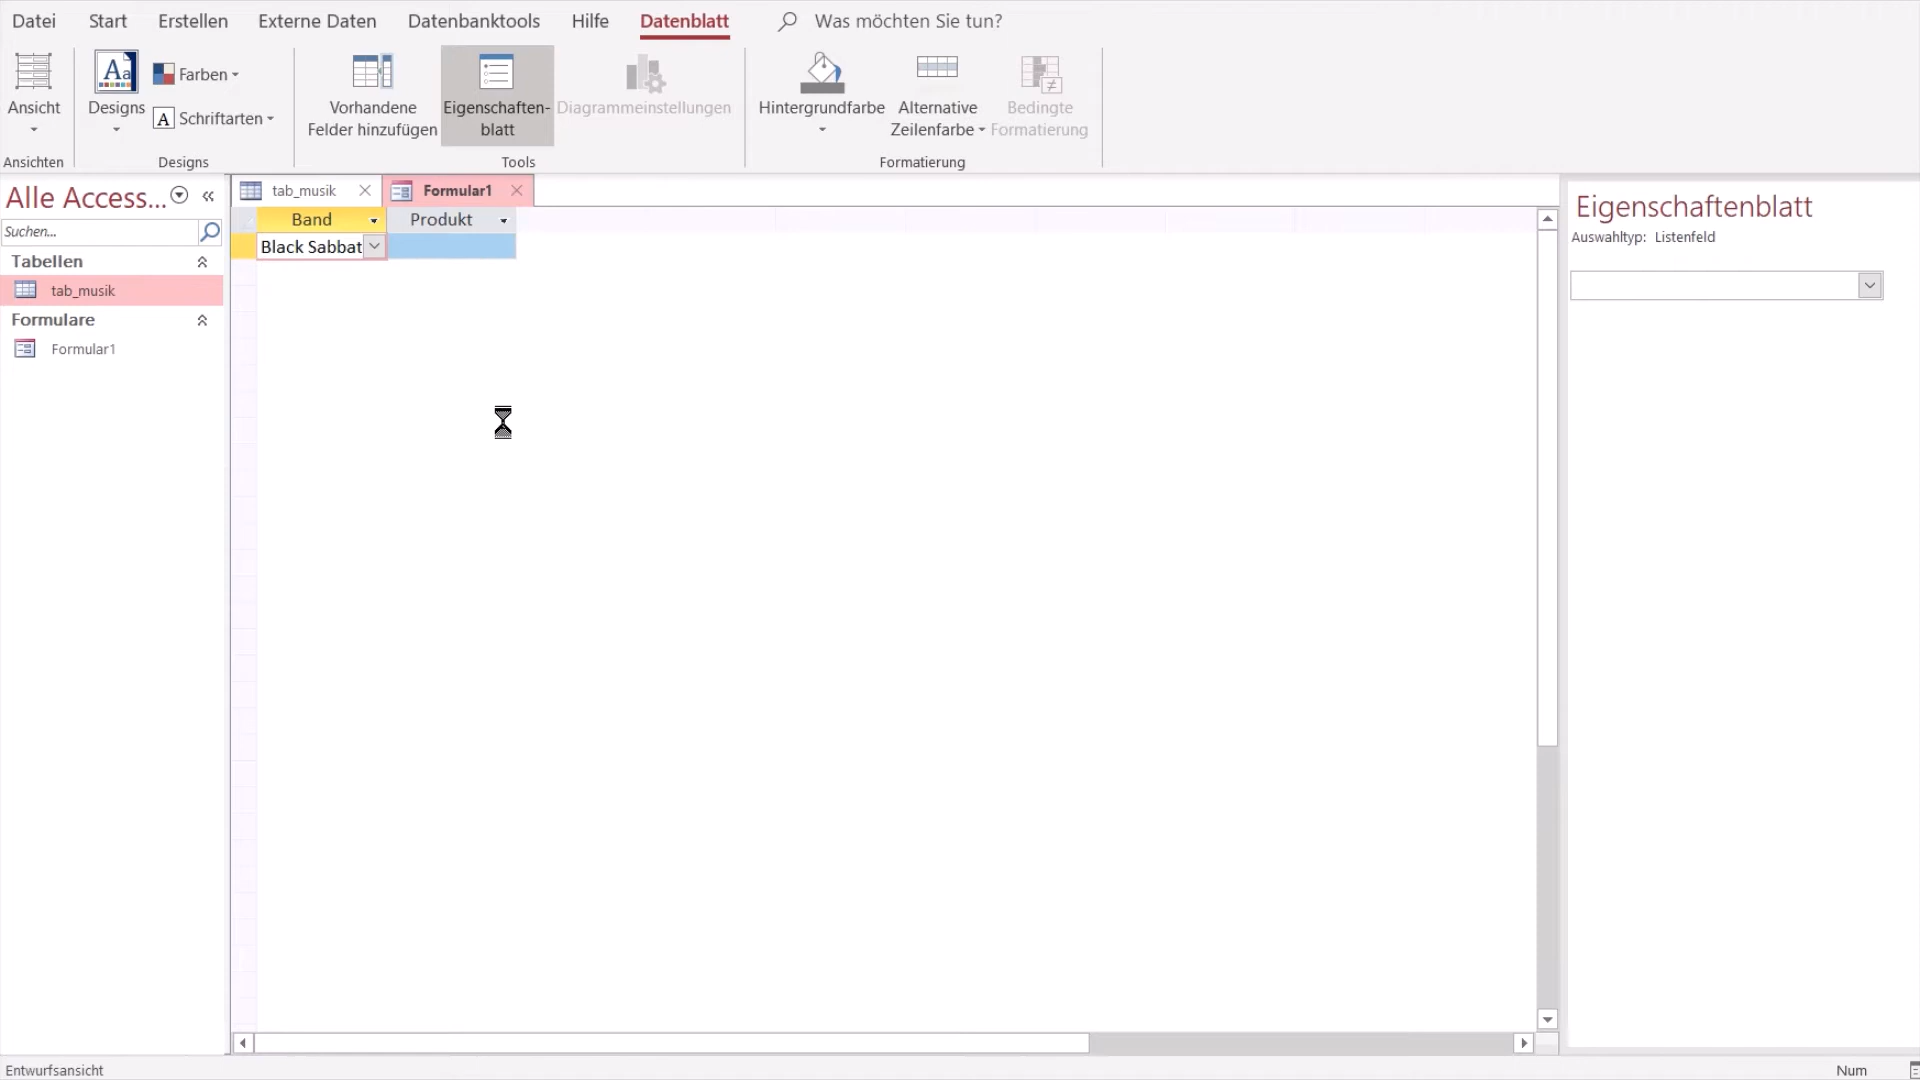 Datei Start Erstellen Externe Daten Datenbanktools Hilfe Datenblatt Was möchten Sie tun?
Ansicht
Designs
Farben
Schriftarten
Vorhandene
Felder hinzufügen
Eigenschaften-
blatt
Diagrammeinstellungen
Hintergrundfarbe
Alternative
Zeilenfarbe
Bedingte
Formatierung
Ansichten Designs Tools Formatierung
Alle Access...
Suchen...
Tabellen
tab_musik
Formulare
Formular1
tab_musik Formular1
Band Produkt
Black Sabbat
Eigenschaftenblatt
Auswahltyp: Listenfeld
Entwurfsansicht Num